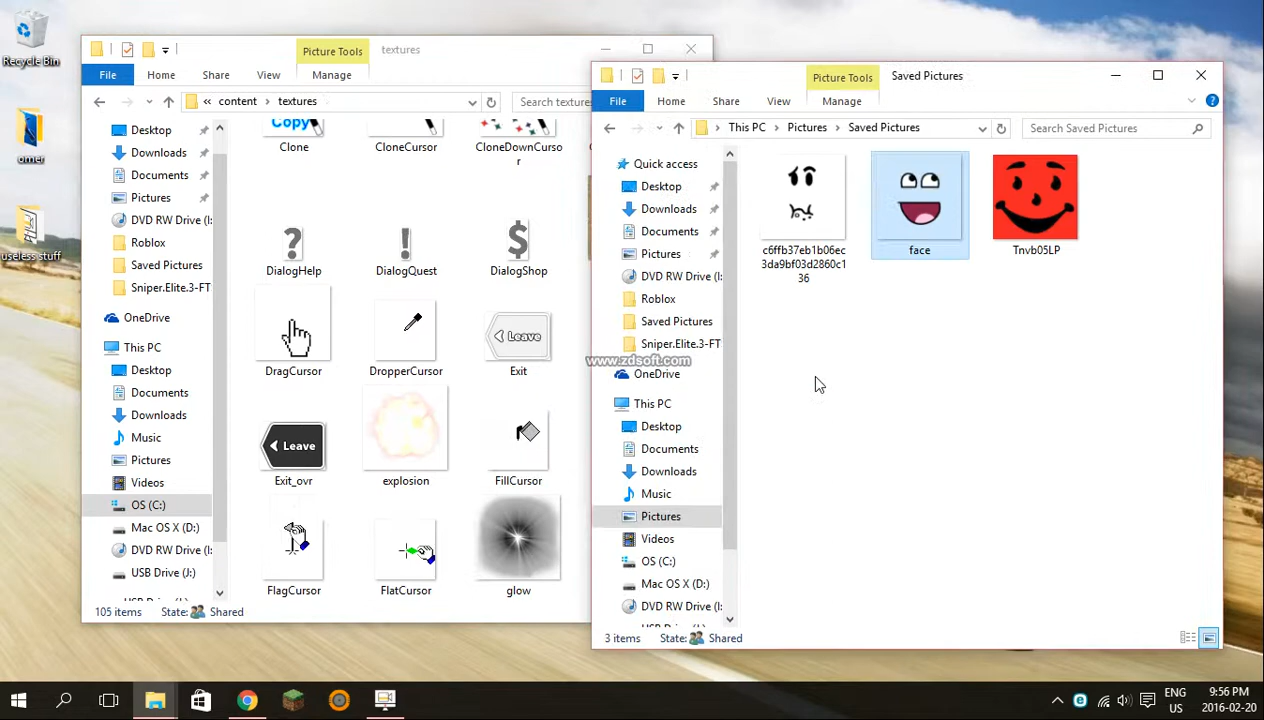 Recycle Bin
omer
useless stuff
Picture Tools
textures
File
Home
Share
View
Manage
«
content
textures
Search textures
Desktop
Downloads
Documents
Pictures
DVD RW Drive (I:
Roblox
Saved Pictures
Sniper.Elite.3-FT
OneDrive
This PC
Desktop
Documents
Downloads
Music
Pictures
Videos
OS (C:)
Mac OS X (D:)
DVD RW Drive (I:
USB Drive (J:)
Copy
Clone
CloneCursor
CloneDownCurso
r
DialogHelp
DialogQuest
DialogShop
DragCursor
DropperCursor
Leave
Exit
Leave
Exit_ovr
explosion
FillCursor
FlagCursor
FlatCursor
glow
105 items
State:
Shared
Picture Tools
Saved Pictures
File
Home
Share
View
Manage
This PC
Pictures
Saved Pictures
Search Saved Pictures
Quick access
Desktop
Downloads
Documents
Pictures
DVD RW Drive (I:
Roblox
Saved Pictures
Sniper.Elite.3-FT
www.zdsoft.com
OneDrive
This PC
Desktop
Documents
Downloads
Music
Pictures
Videos
OS (C:)
Mac OS X (D:)
DVD RW Drive (I:
c6ffb37eb1b06ec
3da9bf03d2860c1
36
face
Tnvb05LP
3 items
State:
Shared
ENG
US
9:56 PM
2016-02-20